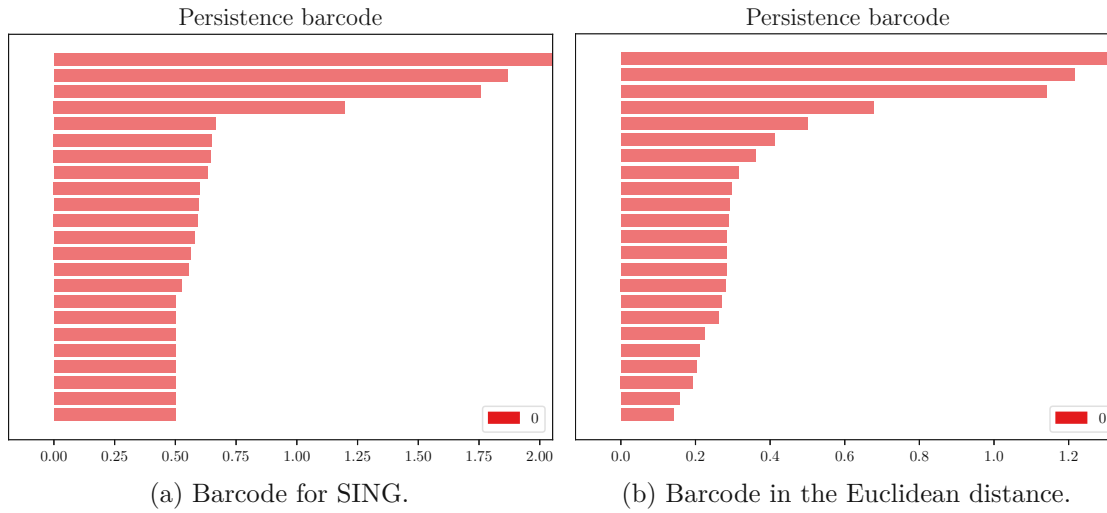 Persistence barcode
0
0.00 0.25 0.50 0.75 1.00 1.25 1.50 1.75 2.00
(a) Barcode for SING.
Persistence barcode
0
0.0 0.2 0.4 0.6 0.8 1.0 1.2
(b) Barcode in the Euclidean distance.